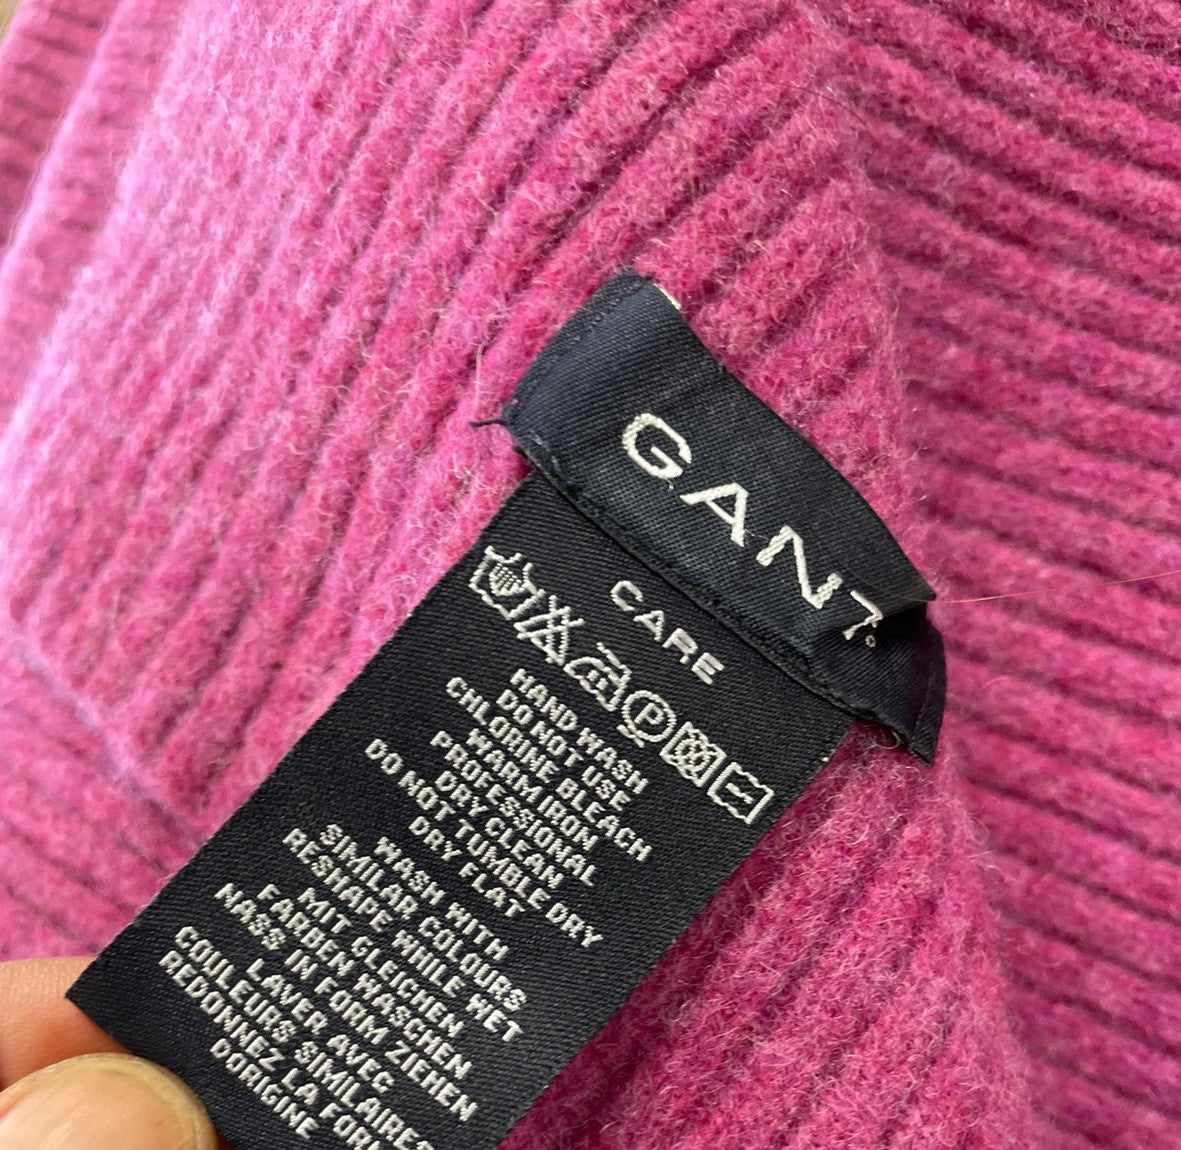 GANT
CARE
P
HAND WASH
DO NOT USE
CHLORINE BLEACH
WARM IRON
PROFESSIONAL
DRY CLEAN
DO NOT TUMBLE DRY
DRY FLAT
WASH WITH
SIMILAR COLOURS
RESHAPE WHILE WET
MIT GLEICHEN
FARBEN WASCHEN
NASS IN FORM ZIEHEN
LAVER AVEC
COULEURS SIMILAIRES
REDONNEZ LA FORM
DORIGINE